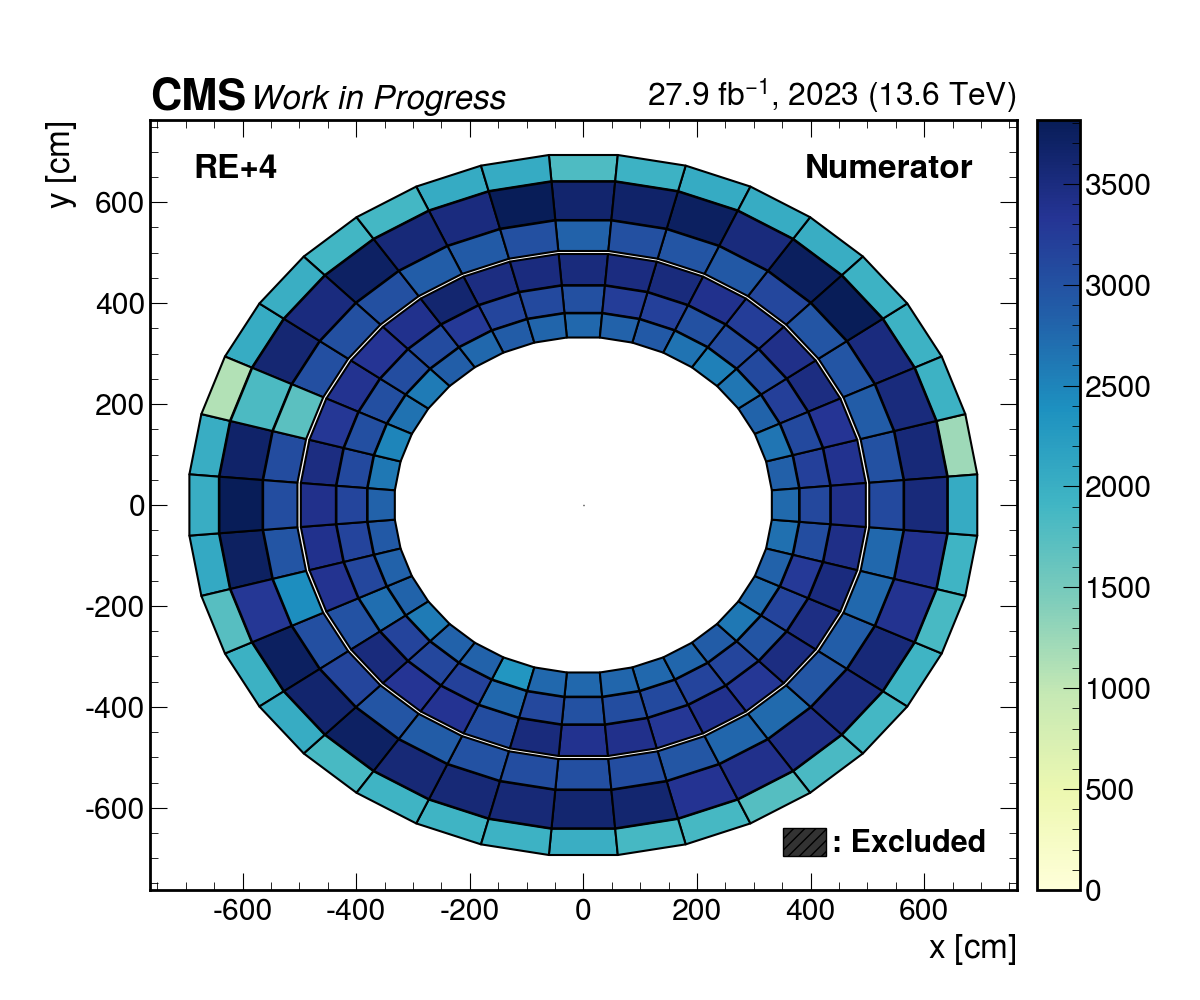 CMS Work in Progress 27.9 fb⁻¹, 2023 (13.6 TeV)
y [cm]
RE+4 Numerator
600
400
200
0
-200
-400
-600
-600 -400 -200 0 200 400 600
x [cm]
: Excluded
3500
3000
2500
2000
1500
1000
500
0